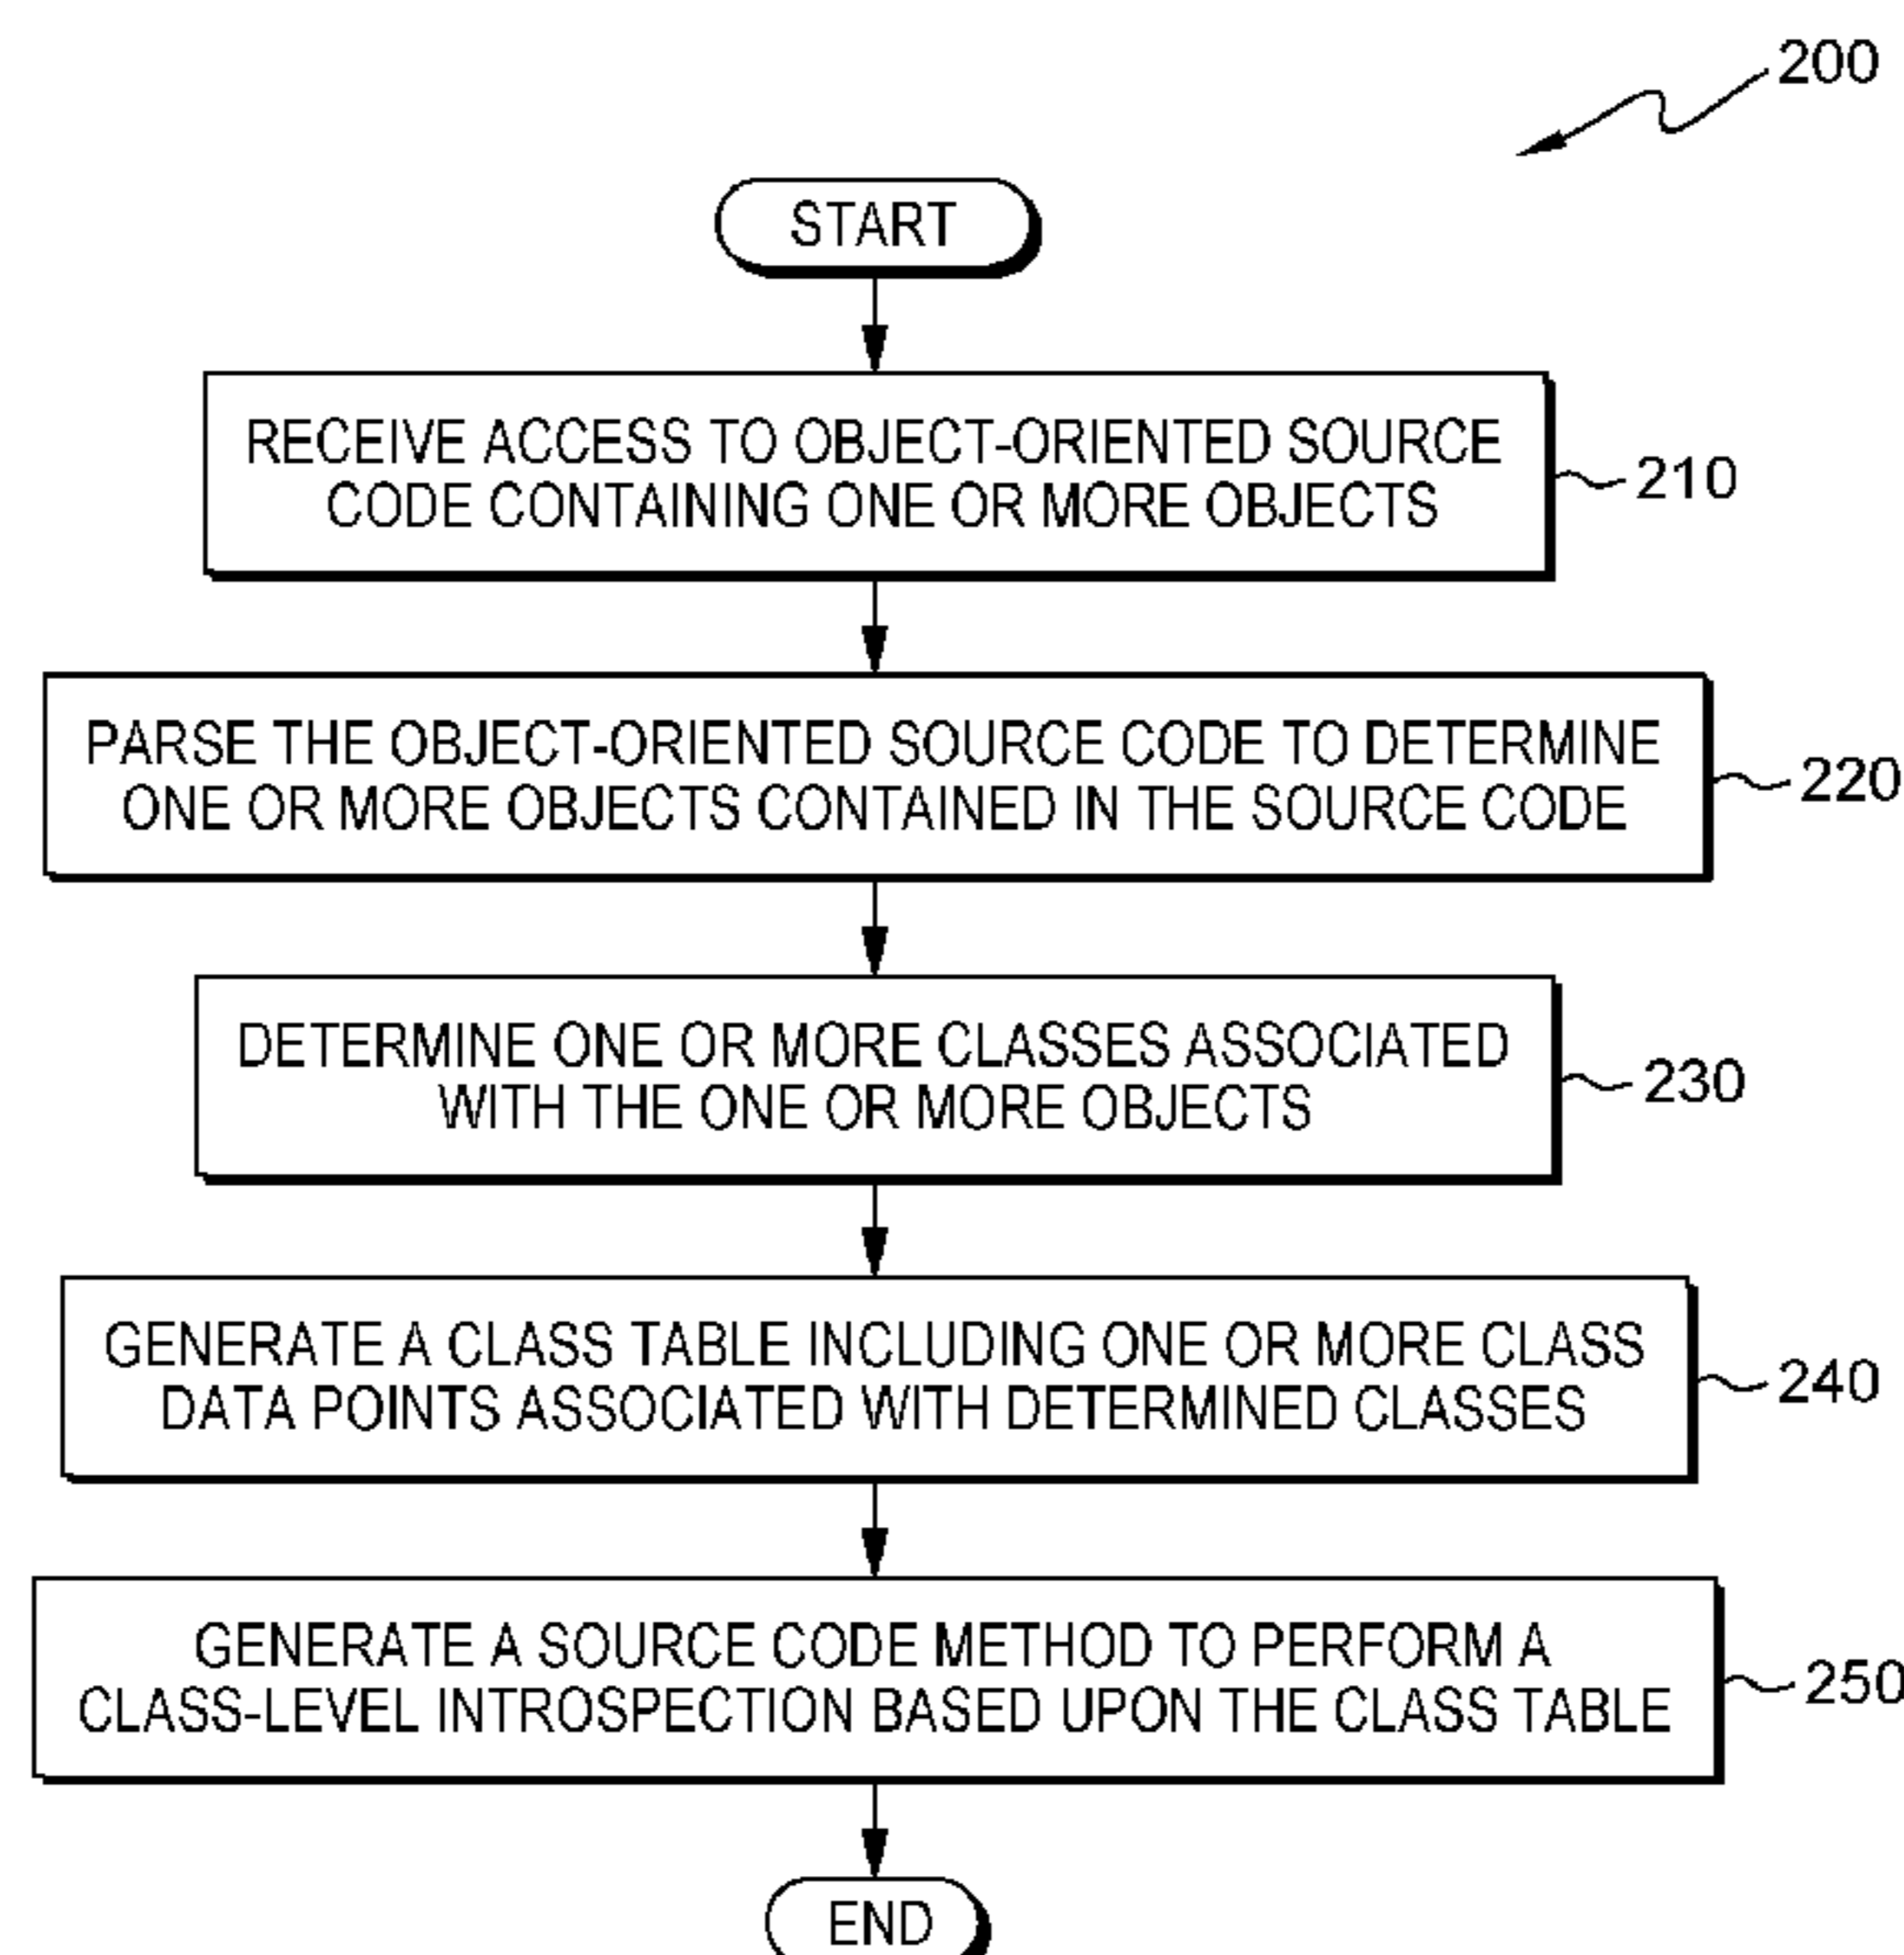 200
START
RECEIVE ACCESS TO OBJECT-ORIENTED SOURCE
CODE CONTAINING ONE OR MORE OBJECTS
210
PARSE THE OBJECT-ORIENTED SOURCE CODE TO DETERMINE
ONE OR MORE OBJECTS CONTAINED IN THE SOURCE CODE
220
DETERMINE ONE OR MORE CLASSES ASSOCIATED
WITH THE ONE OR MORE OBJECTS
230
GENERATE A CLASS TABLE INCLUDING ONE OR MORE CLASS
DATA POINTS ASSOCIATED WITH DETERMINED CLASSES
240
GENERATE A SOURCE CODE METHOD TO PERFORM A
CLASS-LEVEL INTROSPECTION BASED UPON THE CLASS TABLE
250
END